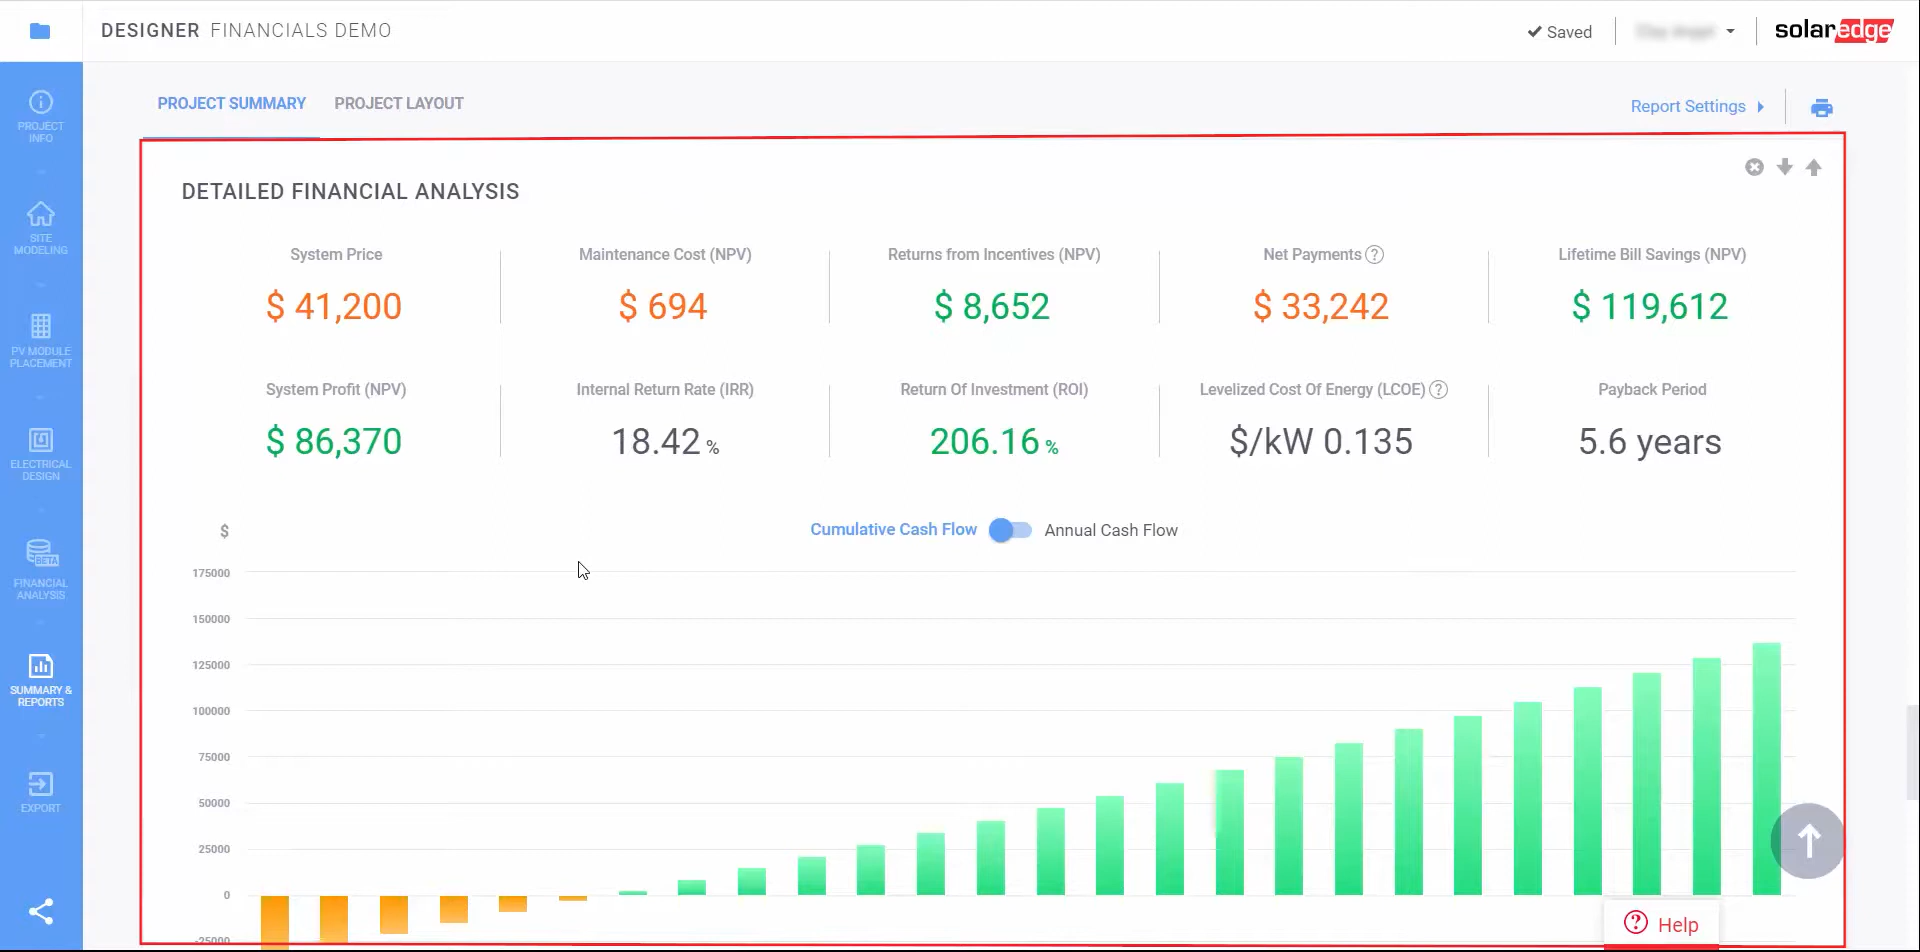 DESIGNER FINANCIALS DEMO
Saved
solaredge
PROJECT INFO
SITE MODELING
PV MODULE PLACEMENT
ELECTRICAL DESIGN
BETA
FINANCIAL ANALYSIS
SUMMARY & REPORTS
EXPORT
PROJECT SUMMARY PROJECT LAYOUT
Report Settings
DETAILED FINANCIAL ANALYSIS
System Price
$ 41,200
Maintenance Cost (NPV)
$ 694
Returns from Incentives (NPV)
$ 8,652
Net Payments ?
$ 33,242
Lifetime Bill Savings (NPV)
$ 119,612
System Profit (NPV)
$ 86,370
Internal Return Rate (IRR)
18.42 %
Return Of Investment (ROI)
206.16 %
Levelized Cost Of Energy (LCOE) ?
$/kW 0.135
Payback Period
5.6 years
$
Cumulative Cash Flow Annual Cash Flow
175000
150000
125000
100000
75000
50000
25000
0
-25000
? Help